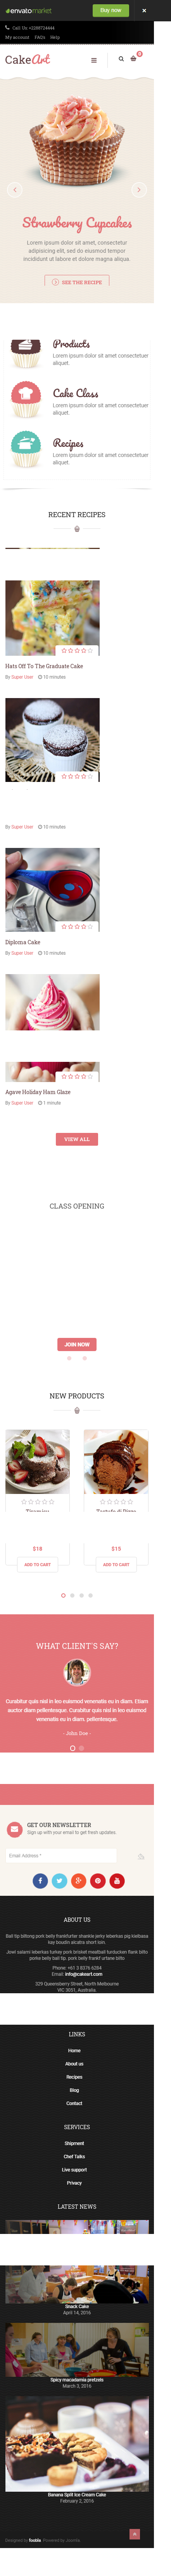 envatomarket
Buy now
×
Call Us: +2288724444
My account FAQs Help
CakeArt
0
Strawberry Cupcakes
Lorem ipsum dolor sit amet, consectetur
adipisicing elit, sed do eiusmod tempor
incididunt ut labore et dolore magna aliqua.
SEE THE RECIPE
Products
Lorem ipsum dolor sit amet consectetuer
aliquet.
Cake Class
Lorem ipsum dolor sit amet consectetuer
aliquet.
Recipes
Lorem ipsum dolor sit amet consectetuer
aliquet.
RECENT RECIPES
Hats Off To The Graduate Cake
By Super User 10 minutes
By Super User 10 minutes
Diploma Cake
By Super User 10 minutes
Agave Holiday Ham Glaze
By Super User 1 minute
VIEW ALL
CLASS OPENING
JOIN NOW
NEW PRODUCTS
$18
ADD TO CART
$15
ADD TO CART
WHAT CLIENT'S SAY?
Curabitur quis nisl in leo euismod venenatis eu in diam. Etiam
auctor diam pellentesque. Curabitur quis nisl in leo euismod
venenatis eu in diam. pellentesque.
- John Doe -
GET OUR NEWSLETTER
Sign up with your email to get fresh updates.
Email Address *
ABOUT US
Ball tip biltong pork belly frankfurter shankle jerky leberkas pig kielbasa
kay boudin alcatra short loin.
Jowl salami leberkas turkey pork brisket meatball turducken flank bilto
porke belly ball tip. pork belly frankf urtane bilto
Phone: +61 3 8376 6284
Email: info@cakeart.com
329 Queensberry Street, North Melbourne
VIC 3051, Australia.
LINKS
Home
About us
Recipes
Blog
Contact
SERVICES
Shipment
Chef Talks
Live support
Privacy
LATEST NEWS
Snack Cake
April 14, 2016
Spicy macadamia pretzels
March 3, 2016
Banana Split Ice Cream Cake
February 2, 2016
Designed by foobla. Powered by Joomla